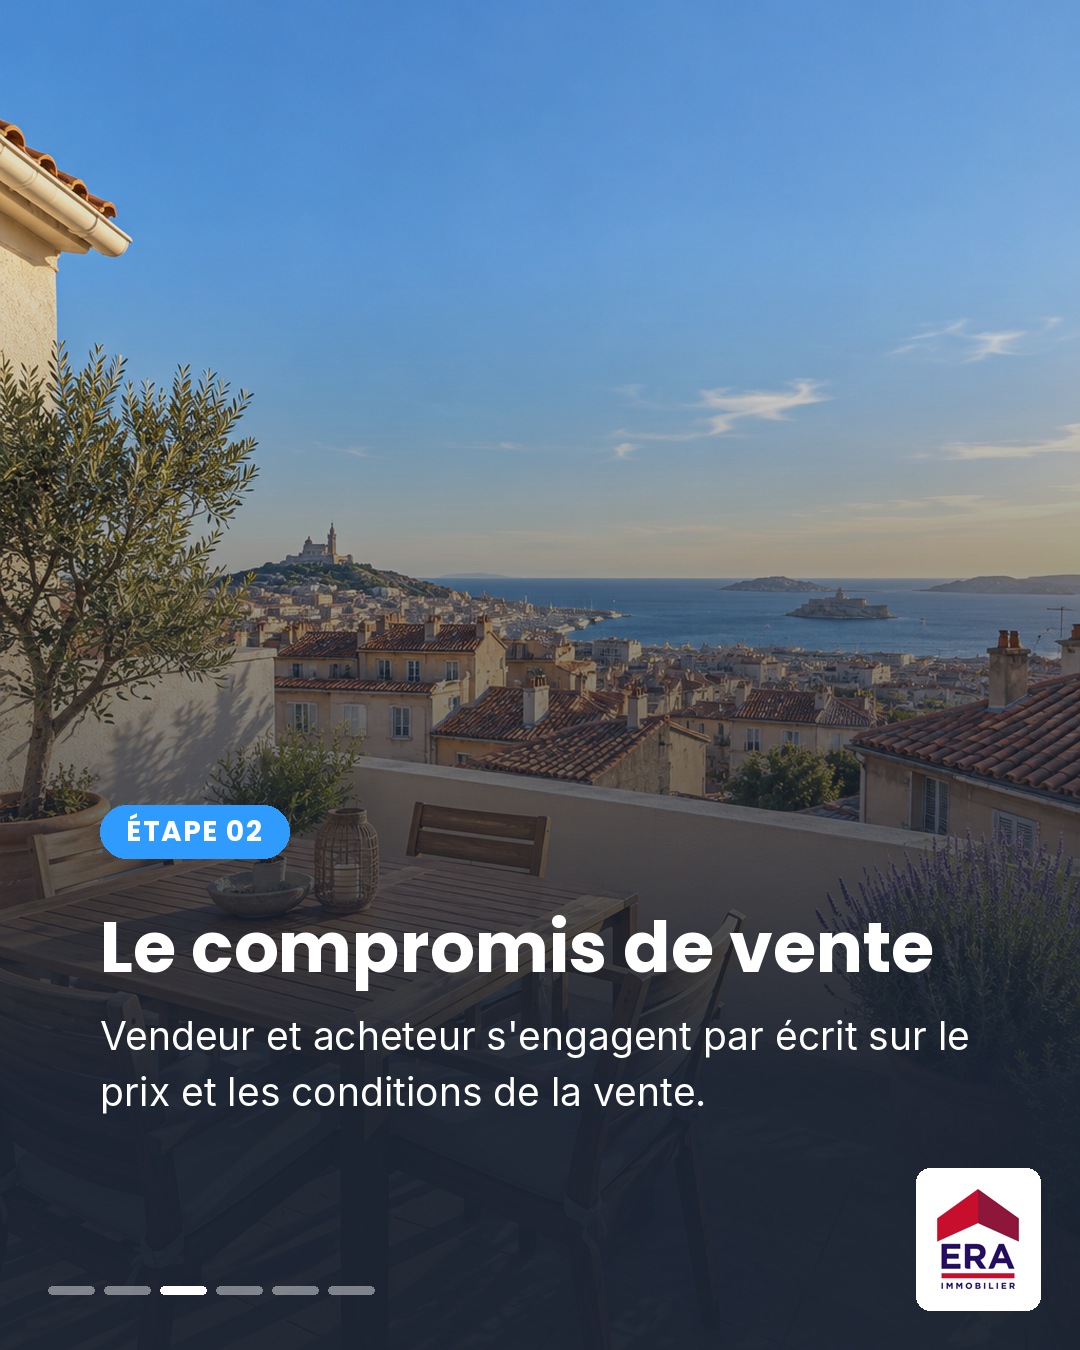 ÉTAPE 02
Le compromis de vente
Vendeur et acheteur s'engagent par écrit sur le
prix et les conditions de la vente.
ERA
IMMOBILIER